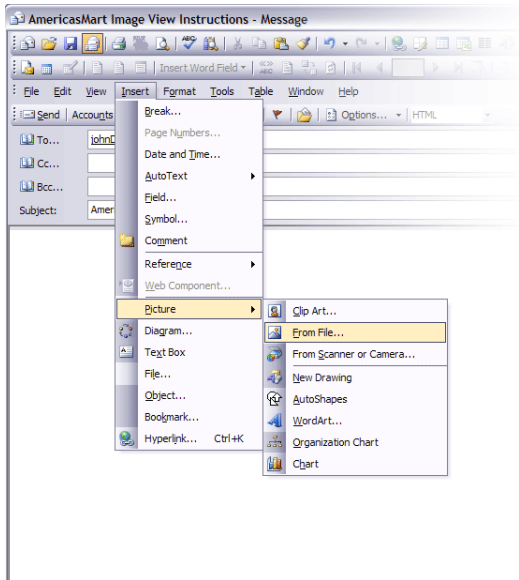 AmericasMart Image View Instructions - Message
Insert Word Field
File Edit View Insert Format Tools Table Window Help
Send Accounts Options... HTML
To... johnD
Cc...
Bcc...
Subject: Amer
Break...
Page Numbers...
Date and Time...
AutoText
Field...
Symbol...
Comment
Reference
Web Component...
Picture
Diagram...
Text Box
File...
Object...
Bookmark...
Hyperlink... Ctrl+K
Clip Art...
From File...
From Scanner or Camera...
New Drawing
AutoShapes
WordArt...
Organization Chart
Chart